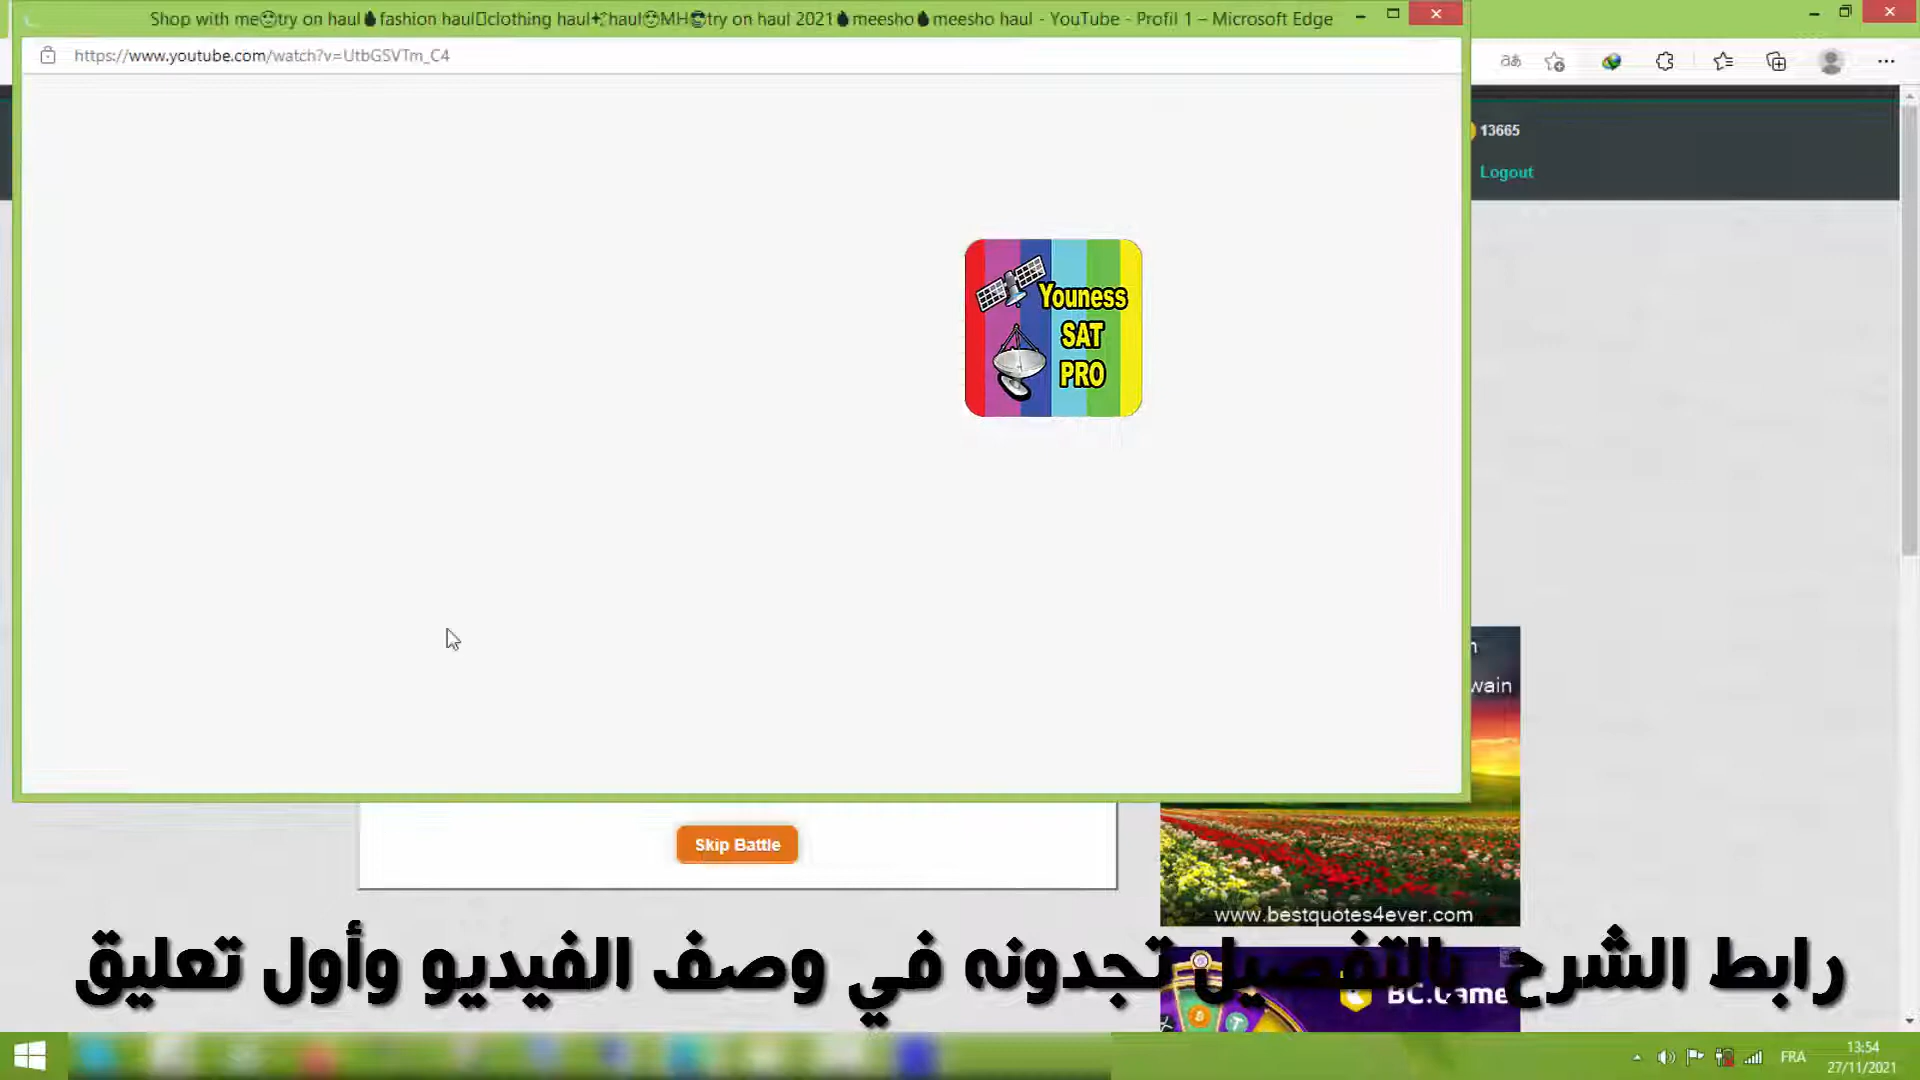 Shop with me😍try on haul🔥fashion haul🛍clothing haul✨haul😍MH😎try on haul 2021🔥meesho🔥meesho haul - YouTube - Profil 1 – Microsoft Edge
https://www.youtube.com/watch?v=UtbGSVTm_C4
13665
Logout
Youness
SAT
PRO
wain
Skip Battle
www.bestquotes4ever.com
رابط الشرح بالتفصيل تجدونه في وصف الفيديو وأول تعليق
BC.Game
FRA
13:54
27/11/2021